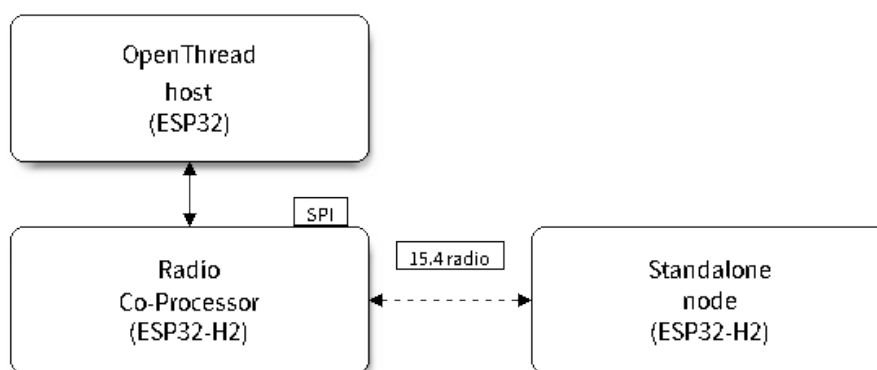 OpenThread
host
(ESP32)
SPI
Radio
Co-Processor
(ESP32-H2)
15.4 radio
Standalone
node
(ESP32-H2)